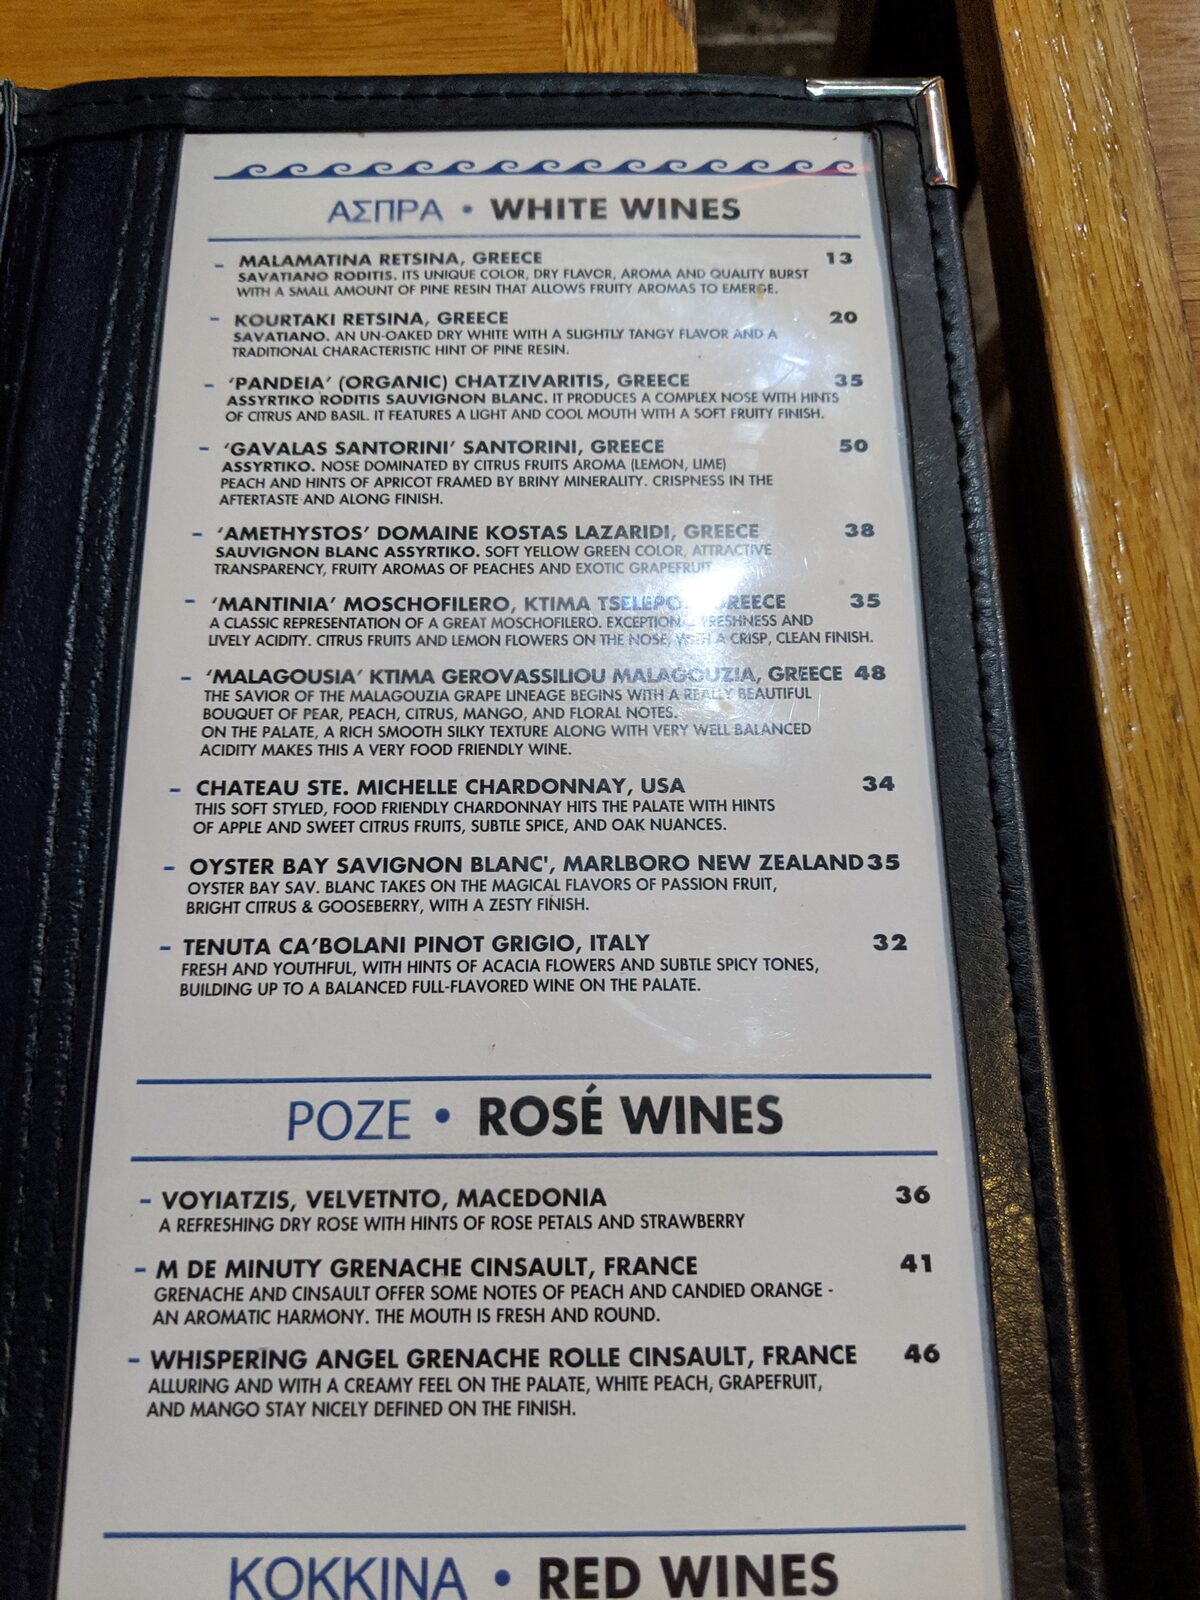 ΑΣΠΡΑ • WHITE WINES
– MALAMATINA RETSINA, GREECE 13
SAVATIANO RODITIS. ITS UNIQUE COLOR, DRY FLAVOR, AROMA AND QUALITY BURST
WITH A SMALL AMOUNT OF PINE RESIN THAT ALLOWS FRUITY AROMAS TO EMERGE.
– KOURTAKI RETSINA, GREECE 20
SAVATIANO. AN UN-OAKED DRY WHITE WITH A SLIGHTLY TANGY FLAVOR AND A
TRADITIONAL CHARACTERISTIC HINT OF PINE RESIN.
– ‘PANDEIA’ (ORGANIC) CHATZIVARITIS, GREECE 35
ASSYRTIKO RODITIS SAUVIGNON BLANC. IT PRODUCES A COMPLEX NOSE WITH HINTS
OF CITRUS AND BASIL. IT FEATURES A LIGHT AND COOL MOUTH WITH A SOFT FRUITY FINISH.
– ‘GAVALAS SANTORINI’ SANTORINI, GREECE 50
ASSYRTIKO. NOSE DOMINATED BY CITRUS FRUITS AROMA (LEMON, LIME)
PEACH AND HINTS OF APRICOT FRAMED BY BRINY MINERALITY. CRISPNESS IN THE
AFTERTASTE AND ALONG FINISH.
– ‘AMETHYSTOS’ DOMAINE KOSTAS LAZARIDI, GREECE 38
SAUVIGNON BLANC ASSYRTIKO. SOFT YELLOW GREEN COLOR, ATTRACTIVE
TRANSPARENCY, FRUITY AROMAS OF PEACHES AND EXOTIC GRAPEFRUIT
– ‘MANTINIA’ MOSCHOFILERO, KTIMA GREECE 35
A CLASSIC REPRESENTATION OF A GREAT MOSCHOFILERO. EXCEPTIONAL FRESHNESS AND
LIVELY ACIDITY. CITRUS FRUITS AND LEMON FLOWERS ON THE NOSE, WITH A CRISP, CLEAN FINISH.
– ‘MALAGOUSIA’ KTIMA GEROVASSILIOU MALAGOUZIA, GREECE 48
THE SAVIOR OF THE MALAGOUZIA GRAPE LINEAGE BEGINS WITH A REALLY BEAUTIFUL
BOUQUET OF PEAR, PEACH, CITRUS, MANGO, AND FLORAL NOTES.
ON THE PALATE, A RICH SMOOTH SILKY TEXTURE ALONG WITH VERY WELL BALANCED
ACIDITY MAKES THIS A VERY FOOD FRIENDLY WINE.
– CHATEAU STE. MICHELLE CHARDONNAY, USA 34
THIS SOFT STYLED, FOOD FRIENDLY CHARDONNAY HITS THE PALATE WITH HINTS
OF APPLE AND SWEET CITRUS FRUITS, SUBTLE SPICE, AND OAK NUANCES.
– OYSTER BAY SAVIGNON BLANC', MARLBORO NEW ZEALAND 35
OYSTER BAY SAV. BLANC TAKES ON THE MAGICAL FLAVORS OF PASSION FRUIT,
BRIGHT CITRUS & GOOSEBERRY, WITH A ZESTY FINISH.
– TENUTA CA’BOLANI PINOT GRIGIO, ITALY 32
FRESH AND YOUTHFUL, WITH HINTS OF ACACIA FLOWERS AND SUBTLE SPICY TONES,
BUILDING UP TO A BALANCED FULL-FLAVORED WINE ON THE PALATE.
ΡΟΖΕ • ROSÉ WINES
– VOYIATZIS, VELVETNTO, MACEDONIA 36
A REFRESHING DRY ROSE WITH HINTS OF ROSE PETALS AND STRAWBERRY
– M DE MINUTY GRENACHE CINSAULT, FRANCE 41
GRENACHE AND CINSAULT OFFER SOME NOTES OF PEACH AND CANDIED ORANGE -
AN AROMATIC HARMONY. THE MOUTH IS FRESH AND ROUND.
– WHISPERING ANGEL GRENACHE ROLLE CINSAULT, FRANCE 46
ALLURING AND WITH A CREAMY FEEL ON THE PALATE, WHITE PEACH, GRAPEFRUIT,
AND MANGO STAY NICELY DEFINED ON THE FINISH.
ΚΟΚΚΙΝΑ • RED WINES